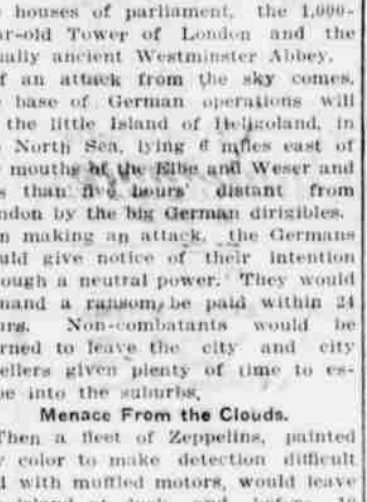 houses of parliament, the 1,000-
ar-old Tower of London and the
ually ancient Westminster Abbey.
f an attack from the sky comes,
base of German operations will
the little Island of Heligoland, in
North Sea, lying 6 miles east of
mouths of the Elbe and Weser and
s than five hours' distant from
ndon by the big German dirigibles.
n making an attack, the Germans
uld give notice of their intention
ough a neutral power. They would
mand a ransom be paid within 24
urs. Non-combatants would be
rned to leave the city and city
ellers given plenty of time to es-
pe into the suburbs.
Menace From the Clouds.
Then a fleet of Zeppelins, painted
y color to make detection difficult
d with muffled motors, would leave